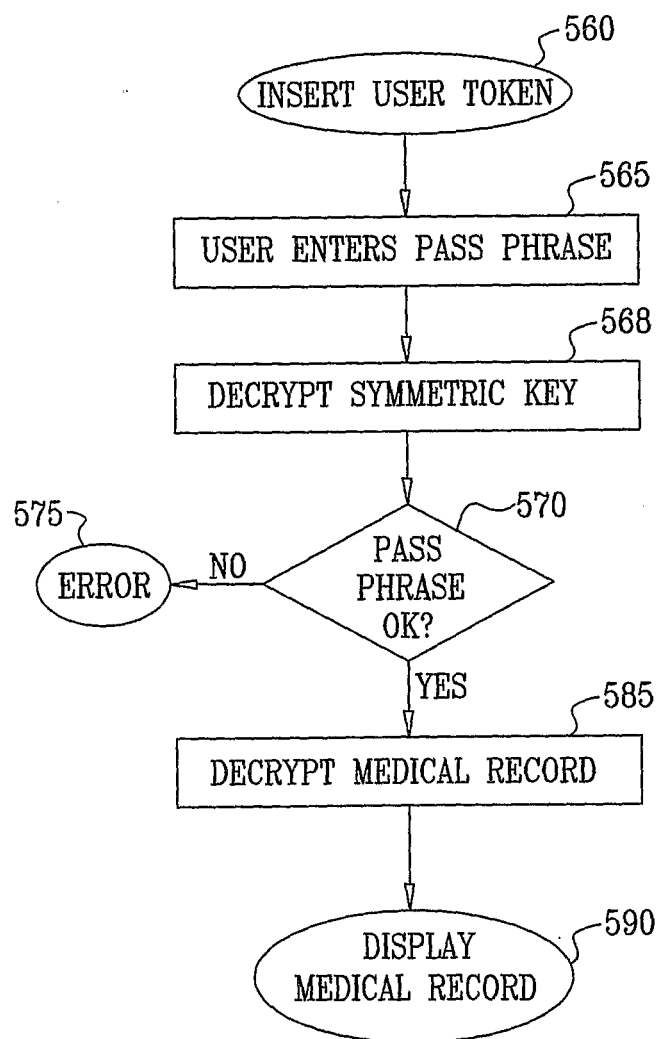 560
INSERT USER TOKEN
565
USER ENTERS PASS PHRASE
568
DECRYPT SYMMETRIC KEY
575
570
ERROR
NO
PASS
PHRASE
OK?
YES
585
DECRYPT MEDICAL RECORD
590
DISPLAY
MEDICAL RECORD